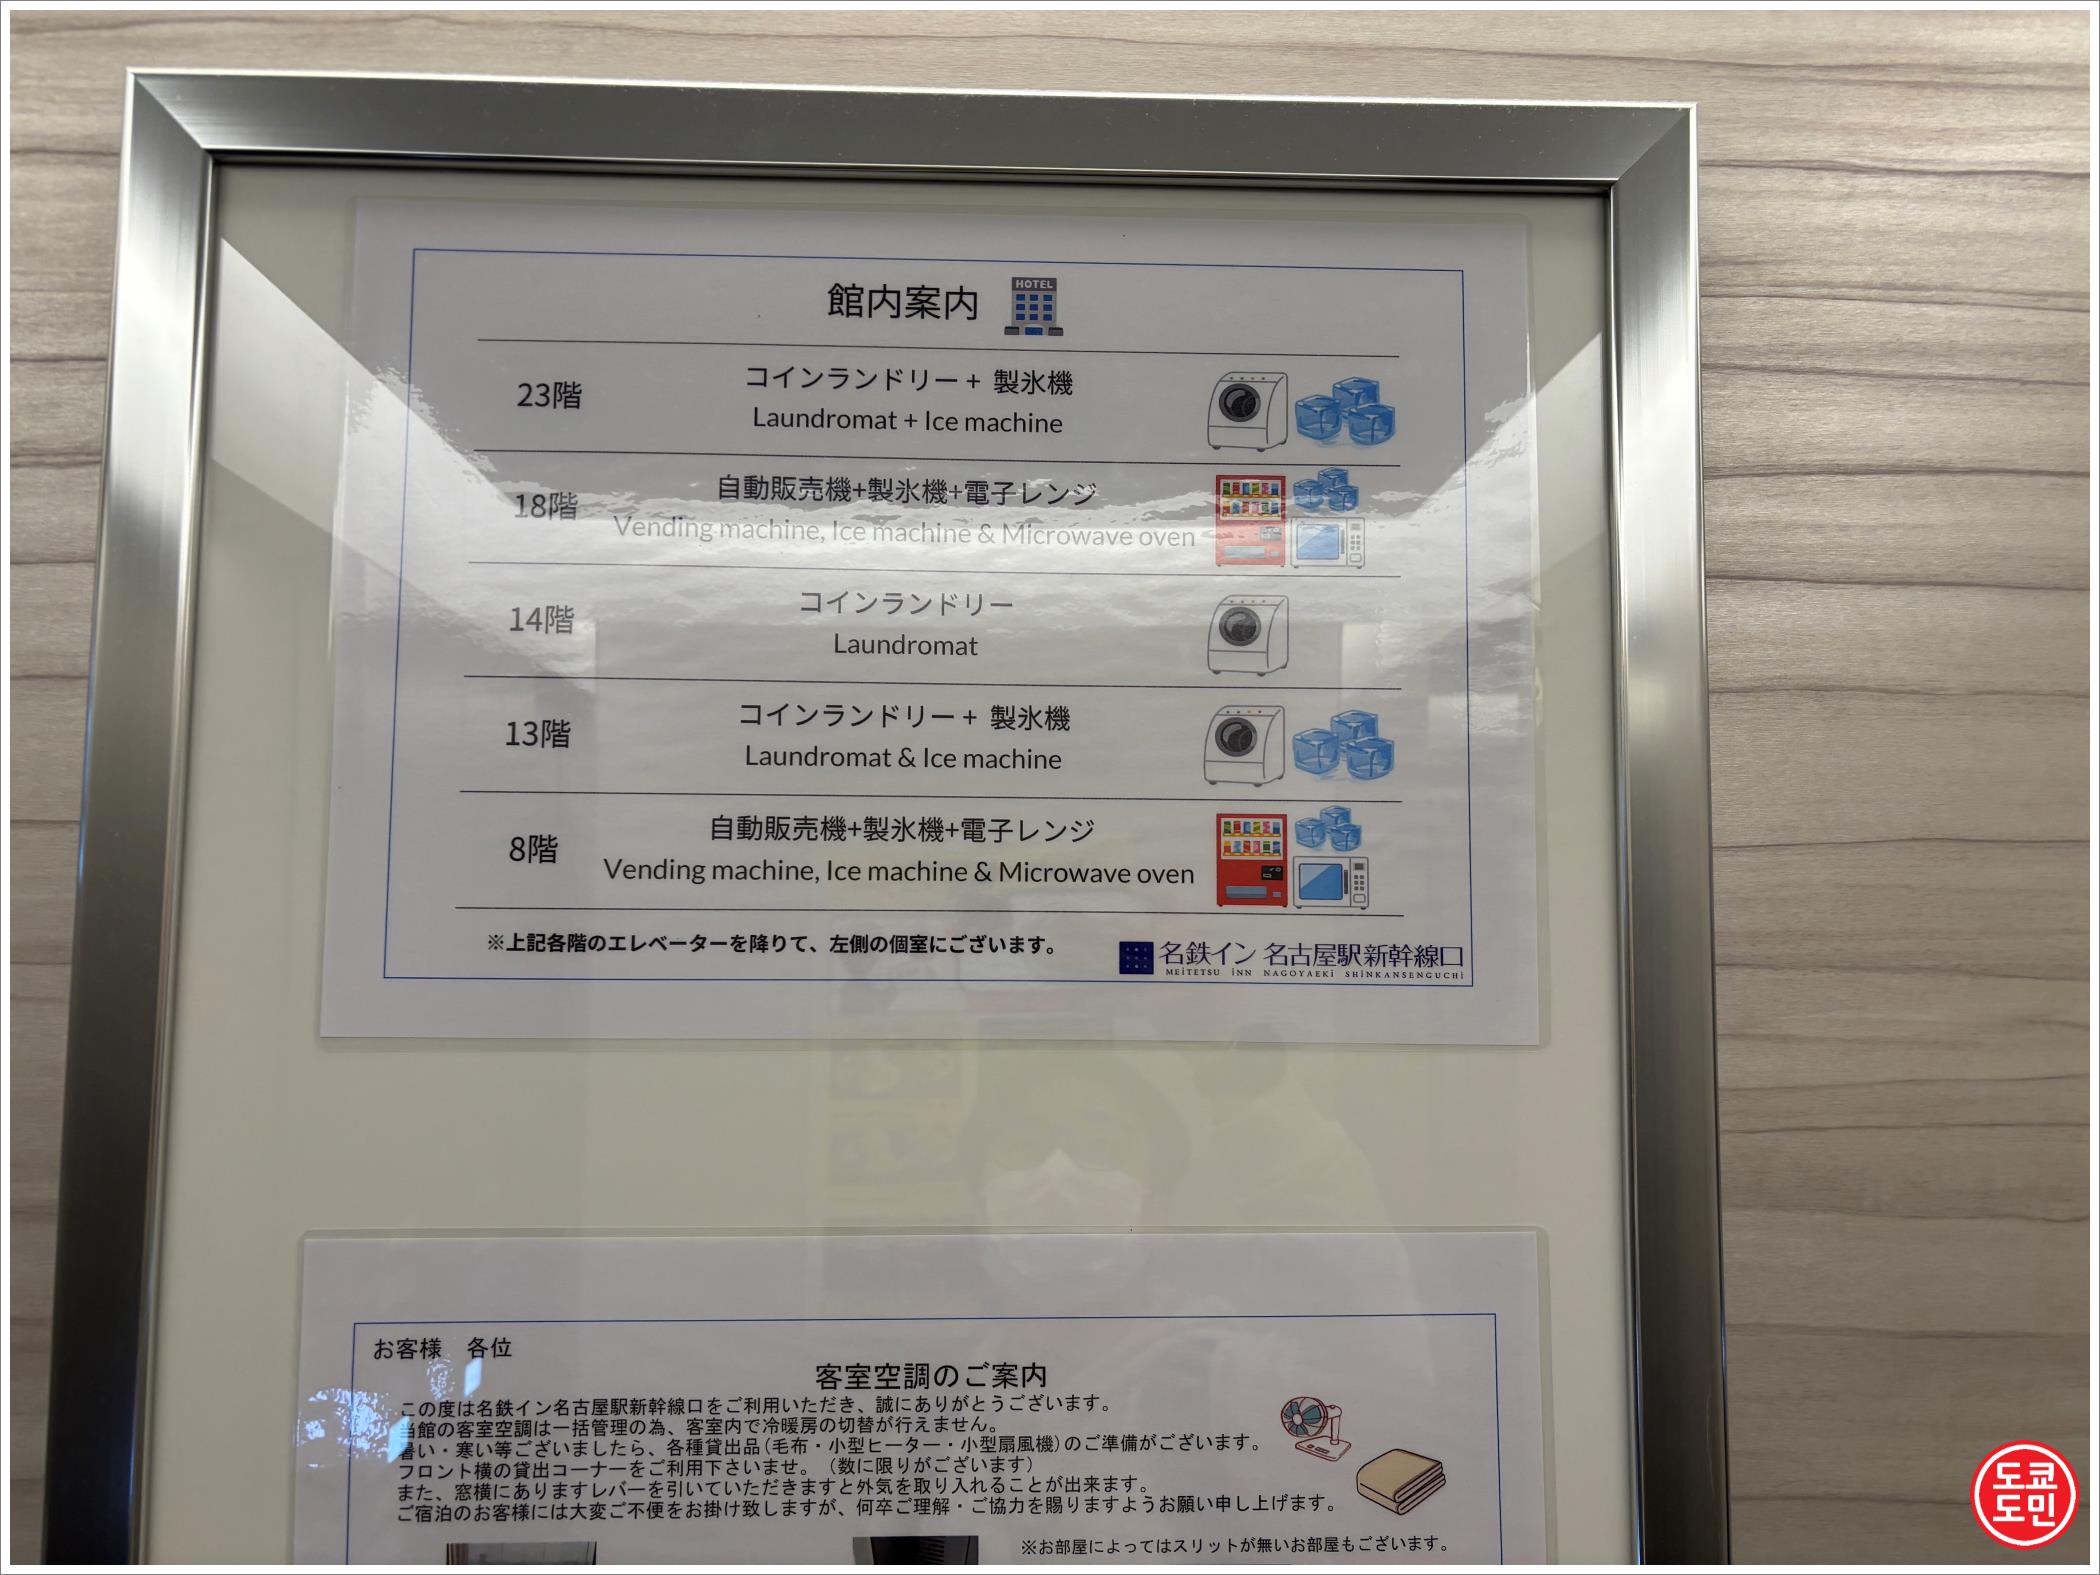 館内案内
HOTEL
23階
コインランドリー + 製氷機
Laundromat + Ice machine
18階
自動販売機+製氷機+電子レンジ
Vending machine, Ice machine & Microwave oven
14階
コインランドリー
Laundromat
13階
コインランドリー + 製氷機
Laundromat & Ice machine
8階
自動販売機+製氷機+電子レンジ
Vending machine, Ice machine & Microwave oven
※上記各階のエレベーターを降りて、左側の個室にございます。
名鉄イン 名古屋駅新幹線口
MEiTETSU iNN NAGOYAEKi SHiNKANSENGUCHi
お客様 各位
客室空調のご案内
この度は名鉄イン名古屋駅新幹線口をご利用いただき、誠にありがとうございます。
当館の客室空調は一括管理の為、客室内で冷暖房の切替が行えません。
暑い・寒い等ございましたら、各種貸出品(毛布・小型ヒーター・小型扇風機)のご準備がございます。
フロント横の貸出コーナーをご利用下さいませ。（数に限りがございます）
また、窓横にありますレバーを引いていただきますと外気を取り入れることが出来ます。
ご宿泊のお客様には大変ご不便をお掛け致しますが、何卒ご理解・ご協力を賜りますようお願い申し上げます。
※お部屋によってはスリットが無いお部屋もございます。
도쿄
도민